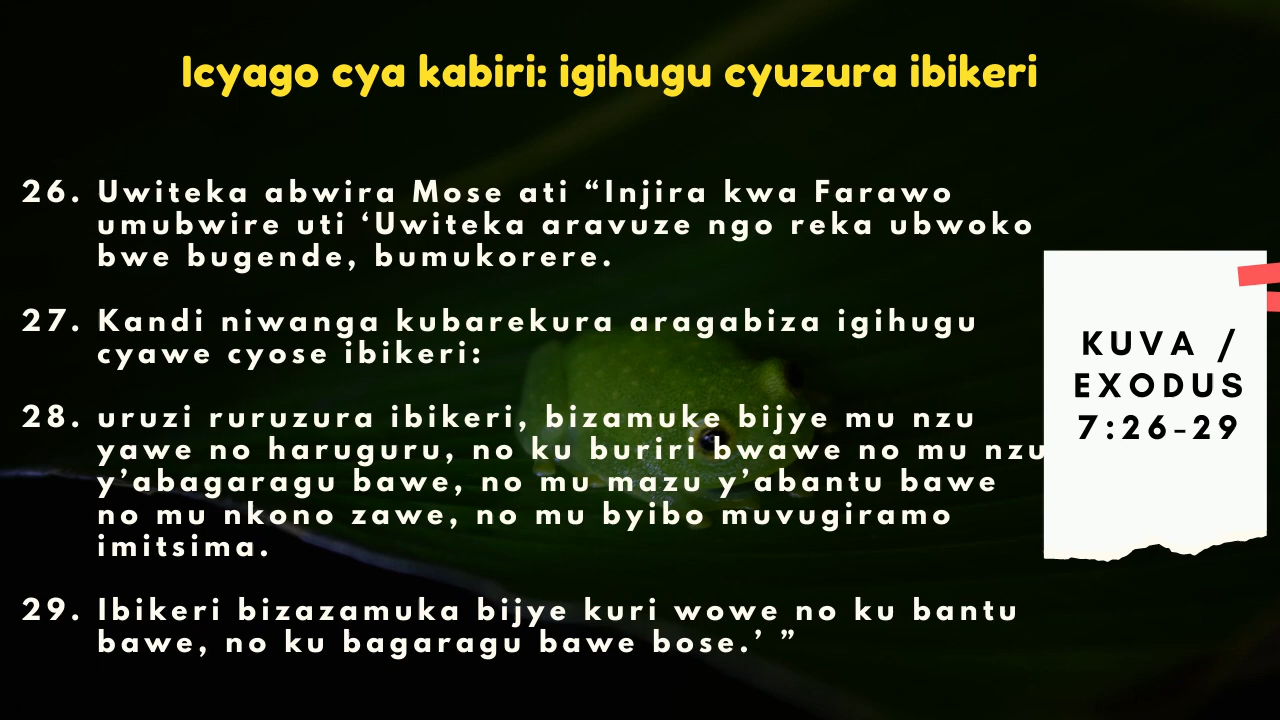 Icyago cya kabiri: igihugu cyuzura ibikeri
26. Uwiteka abwira Mose ati “Injira kwa Farawo
umubwire uti ‘Uwiteka aravuze ngo reka ubwoko
bwe bugende, bumukorere.
27. Kandi niwanga kubarekura aragabiza igihugu
cyawe cyose ibikeri:
28. uruzi ruruzura ibikeri, bizamuke bijye mu nzu
yawe no haruguru, no ku buriri bwawe no mu nzu
y’abagaragu bawe, no mu mazu y’abantu bawe
no mu nkono zawe, no mu byibo muvugiramo
imitsima.
29. Ibikeri bizazamuka bijye kuri wowe no ku bantu
bawe, no ku bagaragu bawe bose.’ ”
KUVA /
EXODUS
7:26-29